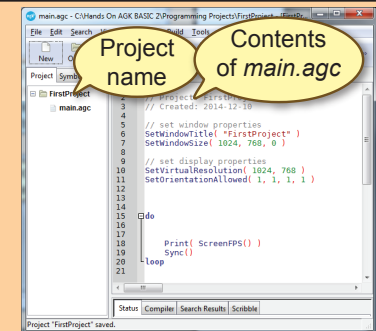 main.agc - C:\Hands On AGK BASIC 2\Programming Projects\FirstProject - [FirstPr
File Edit Search Build Tools
New
Project name
Contents of main.agc
Project Symb
FirstProject
main.agc
2
3 // Created: 2014-12-10
4
5 // set window properties
6 SetWindowTitle( "FirstProject" )
7 SetWindowSize( 1024, 768, 0 )
8
9 // set display properties
10 SetVirtualResolution( 1024, 768 )
11 SetOrientationAllowed( 1, 1, 1, 1 )
12
13
14
15 do
16
17
18 Print( ScreenFPS() )
19 Sync()
20 loop
21
Status Compiler Search Results Scribble
Project "FirstProject" saved.